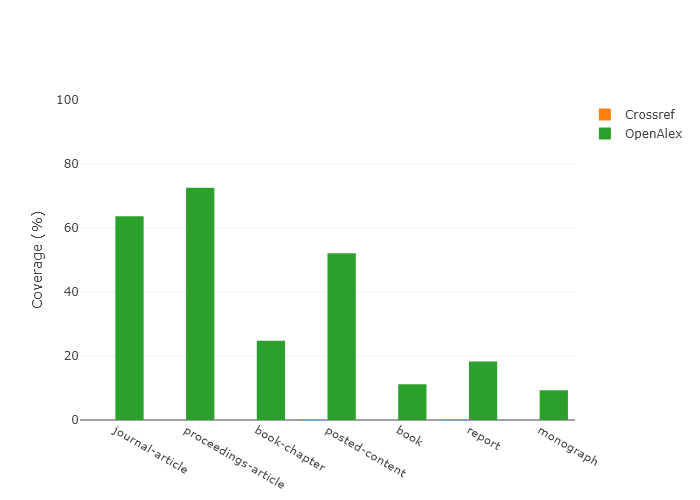 100
80
60
40
20
0
Coverage (%)
journal-article
proceedings-article
book-chapter
posted-content
book
report
monograph
Crossref
OpenAlex